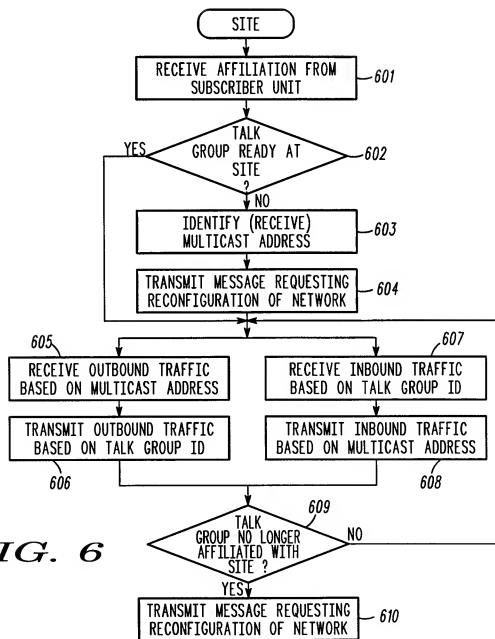 SITE
RECEIVE AFFILIATION FROM
SUBSCRIBER UNIT
601
TALK
GROUP READY AT
SITE
?
602
YES
NO
IDENTIFY (RECEIVE)
MULTICAST ADDRESS
603
TRANSMIT MESSAGE REQUESTING
RECONFIGURATION OF NETWORK
604
605
607
RECEIVE OUTBOUND TRAFFIC
BASED ON MULTICAST ADDRESS
RECEIVE INBOUND TRAFFIC
BASED ON TALK GROUP ID
TRANSMIT OUTBOUND TRAFFIC
BASED ON TALK GROUP ID
TRANSMIT INBOUND TRAFFIC
BASED ON MULTICAST ADDRESS
606
608
TALK
GROUP NO LONGER
AFFILIATED WITH
SITE ?
609
NO
YES
IG. 6
TRANSMIT MESSAGE REQUESTING
RECONFIGURATION OF NETWORK
610